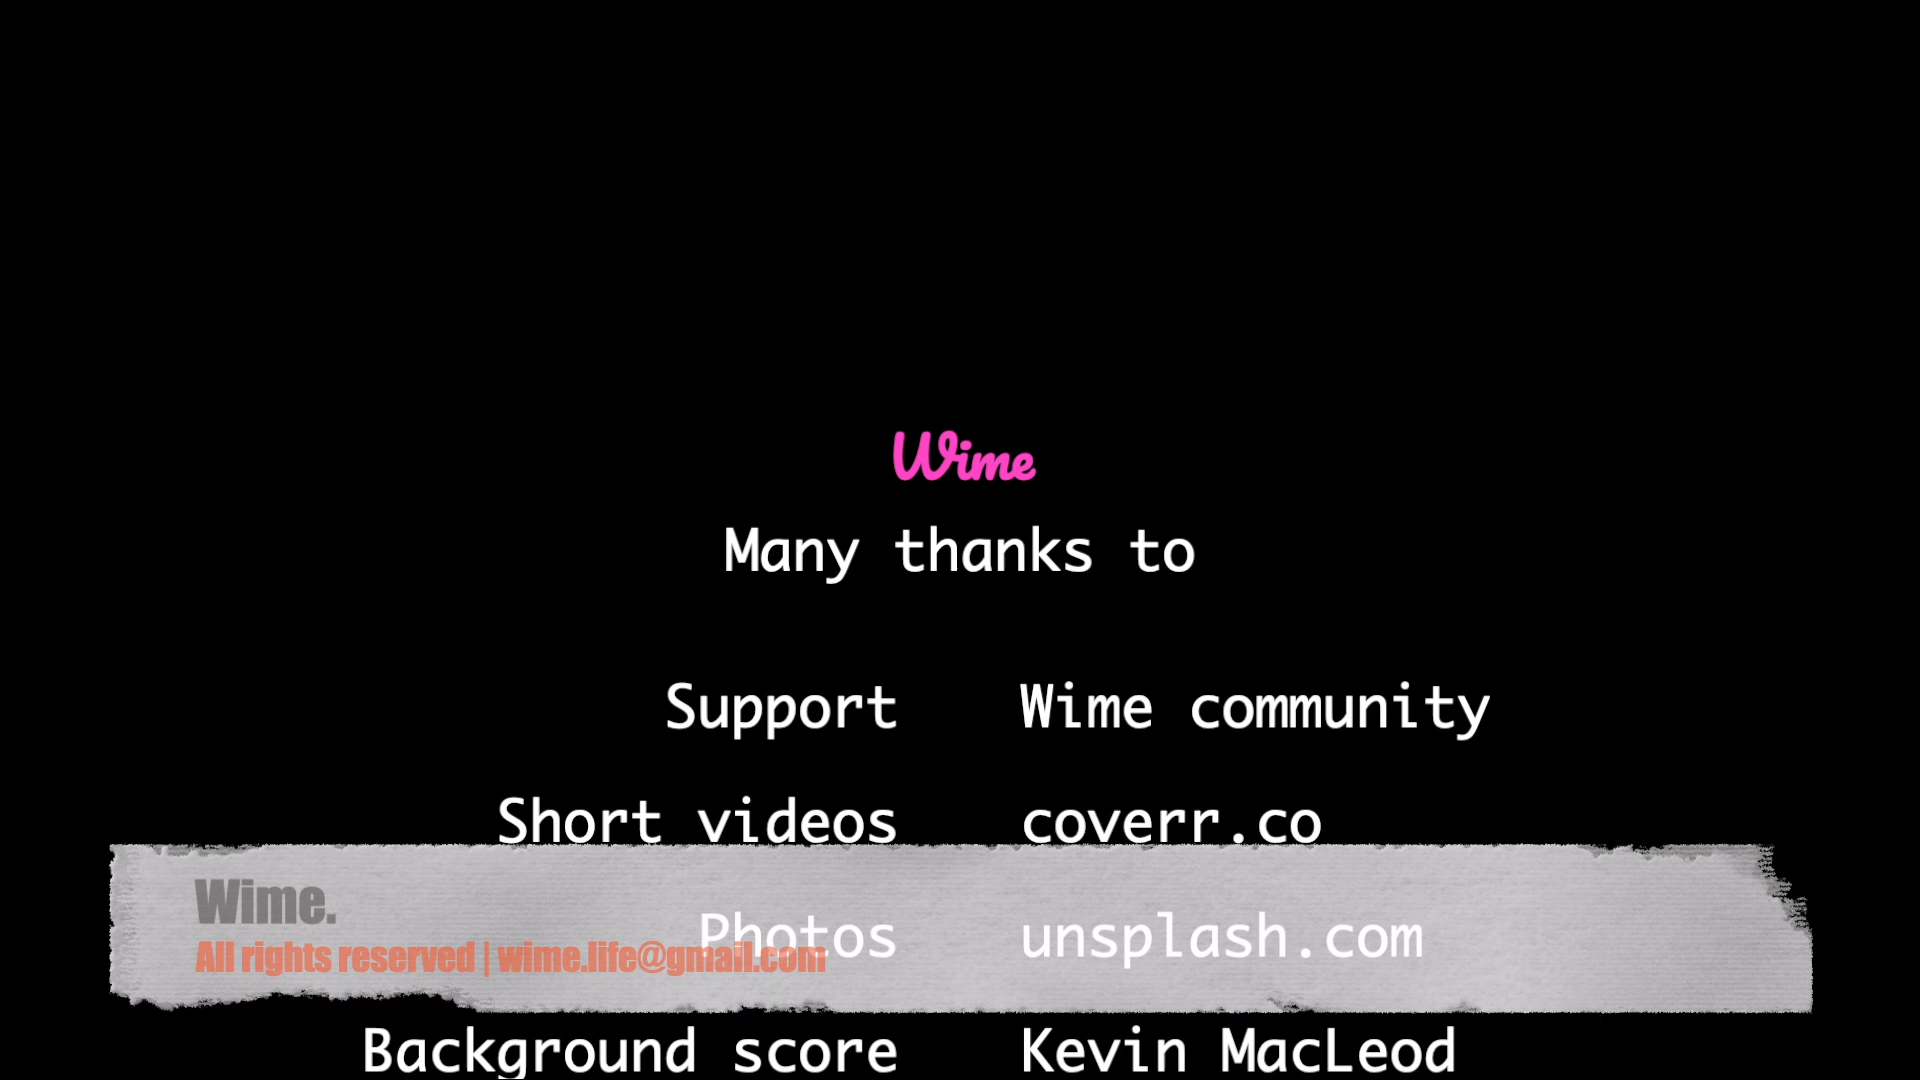 Wime
Many thanks to
Support Wime community
Short videos coverr.co
Wime.
Photos unsplash.com
All rights reserved | wime.life@gmail.com
Background score Kevin MacLeod